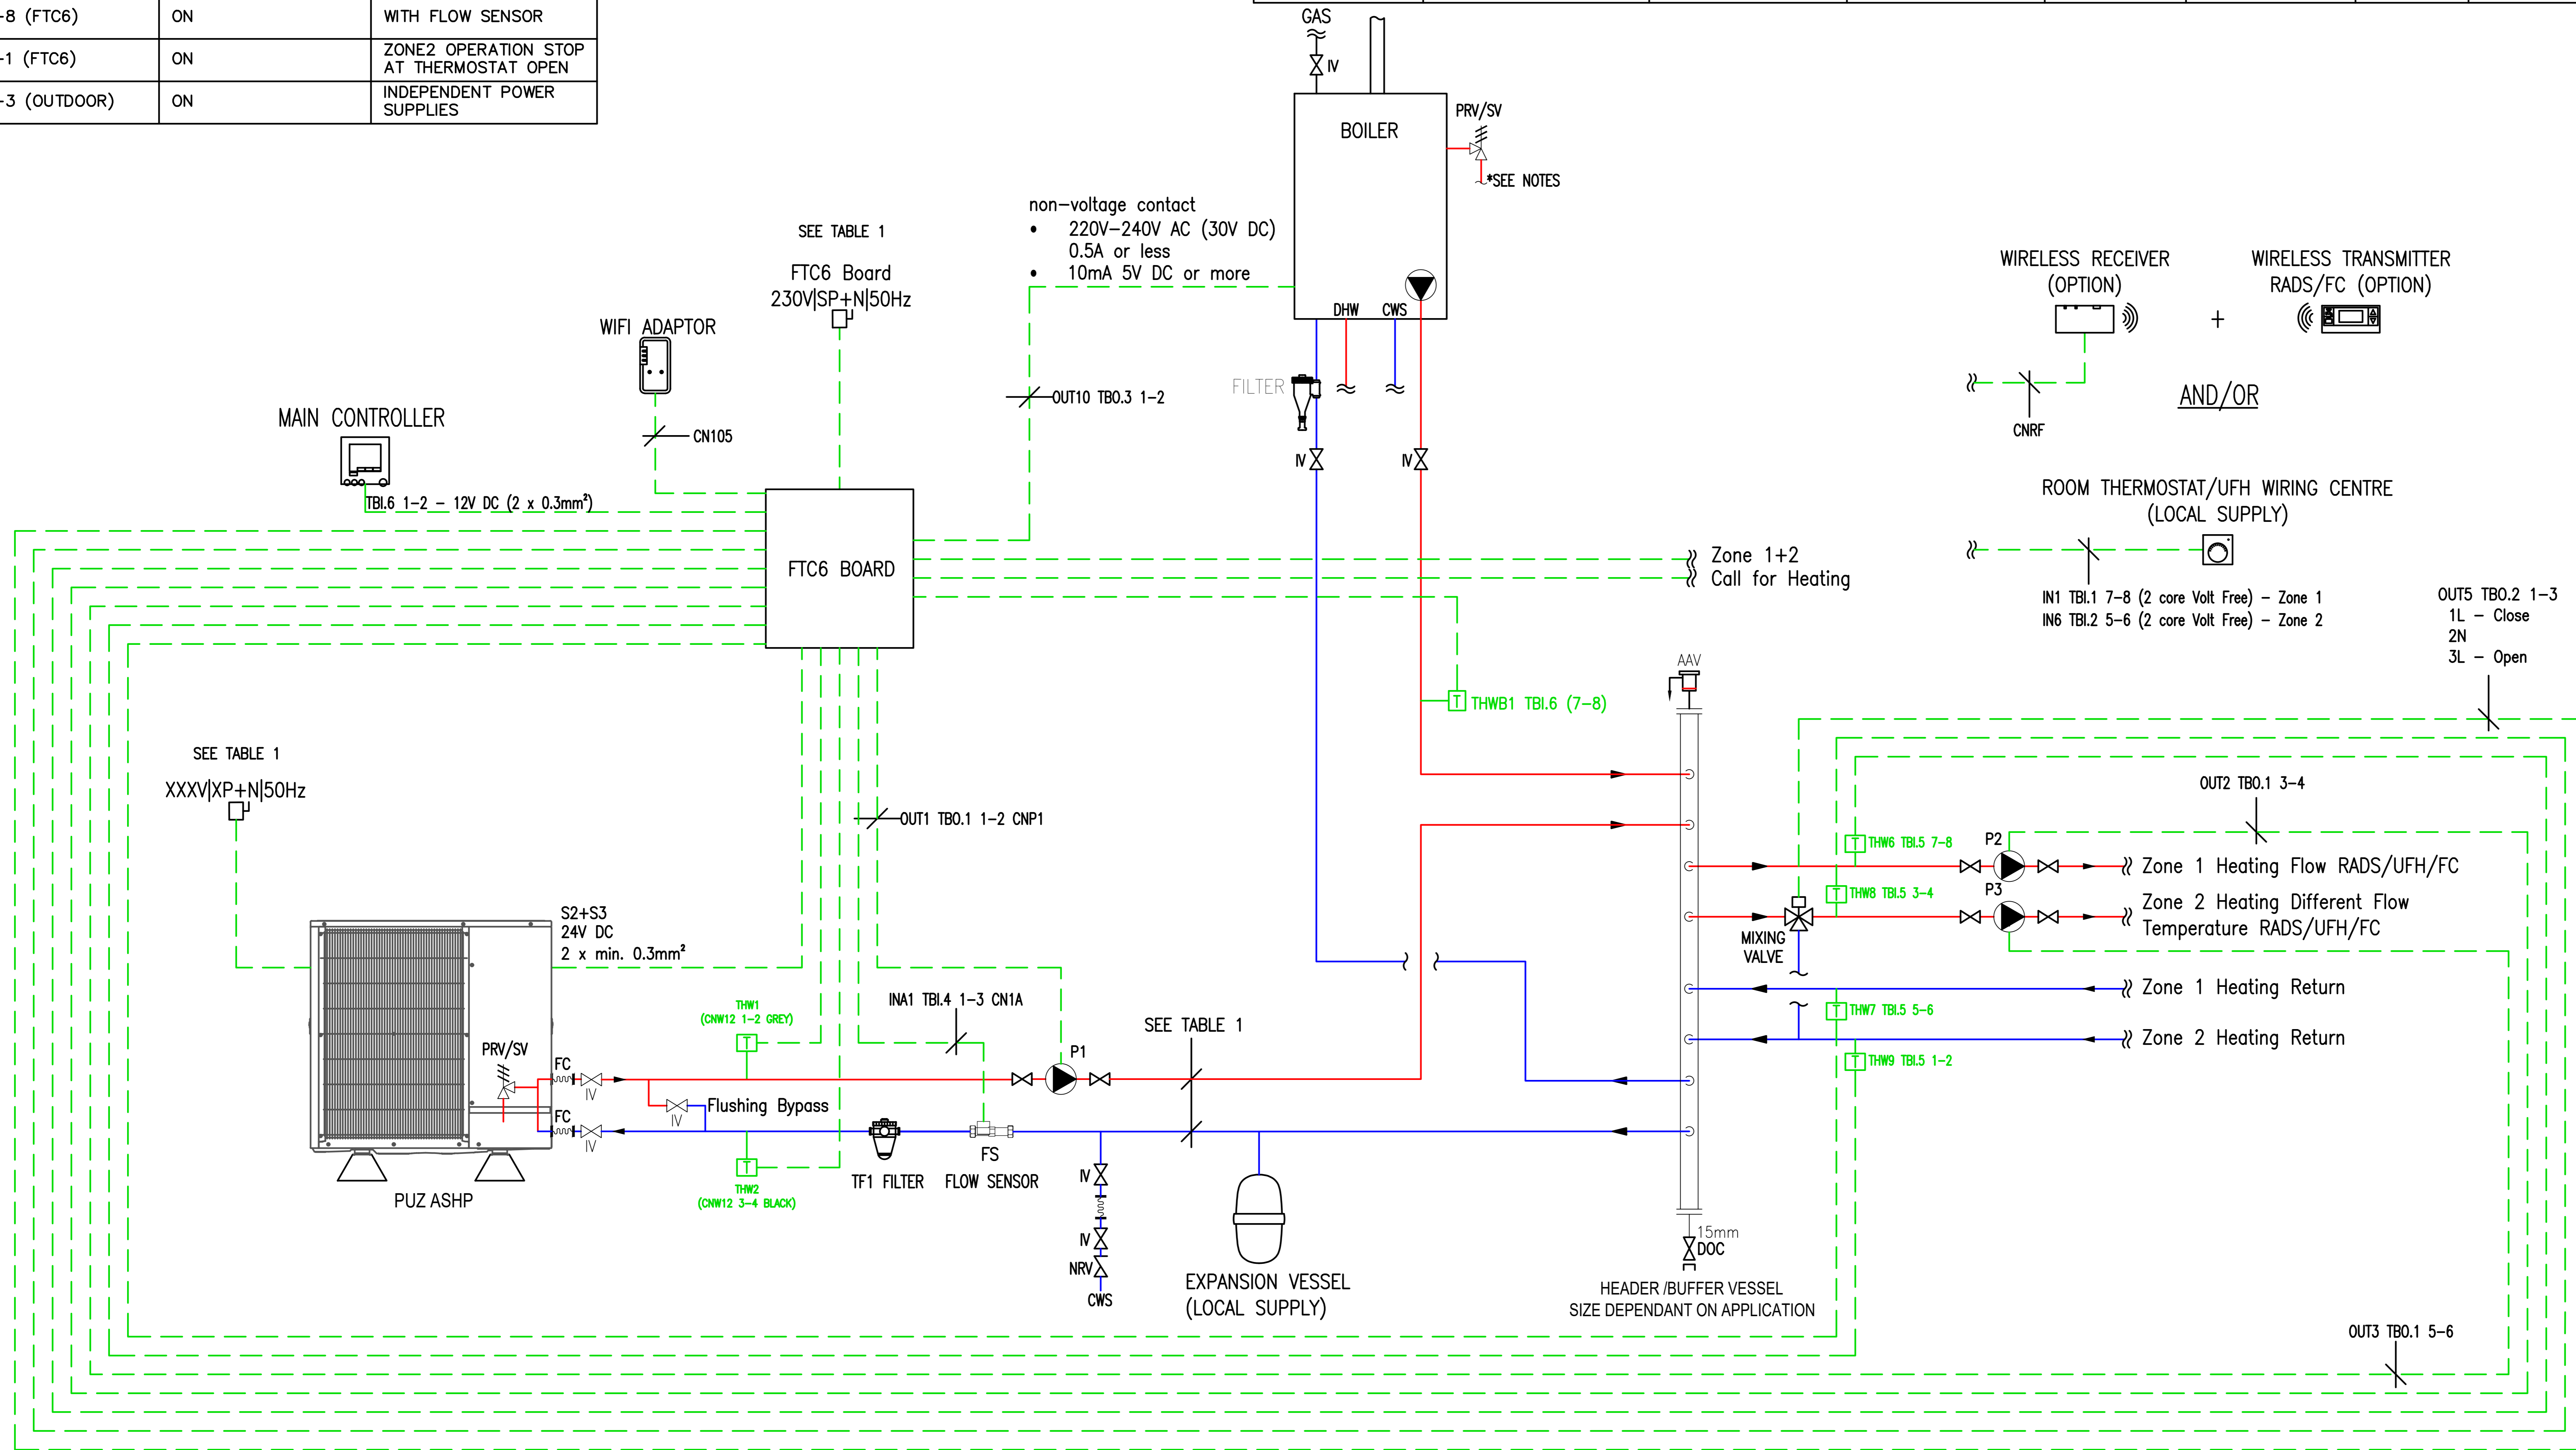 -8 (FTC6) ON WITH FLOW SENSOR
-1 (FTC6) ON ZONE2 OPERATION STOP
AT THERMOSTAT OPEN
-3 (OUTDOOR) ON INDEPENDENT POWER
SUPPLIES
GAS
IV
BOILER
PRV/SV
*SEE NOTES
DHW CWS
FILTER
IV
IV
non-voltage contact
• 220V-240V AC (30V DC)
0.5A or less
• 10mA 5V DC or more
OUT10 TBO.3 1-2
SEE TABLE 1
FTC6 Board
230V|SP+N|50Hz
WIFI ADAPTOR
CN105
MAIN CONTROLLER
TBI.6 1-2 - 12V DC (2 x 0.3mm²)
FTC6 BOARD
WIRELESS RECEIVER
(OPTION)
+
WIRELESS TRANSMITTER
RADS/FC (OPTION)
CNRF
AND/OR
ROOM THERMOSTAT/UFH WIRING CENTRE
(LOCAL SUPPLY)
IN1 TBI.1 7-8 (2 core Volt Free) - Zone 1
IN6 TBI.2 5-6 (2 core Volt Free) - Zone 2
Zone 1+2
Call for Heating
OUT5 TBO.2 1-3
1L - Close
2N
3L - Open
THWB1 TBI.6 (7-8)
AAV
SEE TABLE 1
XXXV|XP+N|50Hz
OUT1 TBO.1 1-2 CNP1
OUT2 TBO.1 3-4
THW6 TBI.5 7-8
P2
Zone 1 Heating Flow RADS/UFH/FC
THW8 TBI.5 3-4
P3
Zone 2 Heating Different Flow
Temperature RADS/UFH/FC
MIXING
VALVE
Zone 1 Heating Return
THW7 TBI.5 5-6
Zone 2 Heating Return
THW9 TBI.5 1-2
S2+S3
24V DC
2 x min. 0.3mm²
THW1
(CNW12 1-2 GREY)
INA1 TBI.4 1-3 CN1A
SEE TABLE 1
P1
PRV/SV
FC
IV
Flushing Bypass
IV
FC
IV
T
T
T
T
T
T
T
THW2
(CNW12 3-4 BLACK)
TF1 FILTER
FS
FLOW SENSOR
PUZ ASHP
IV
IV
NRV
CWS
EXPANSION VESSEL
(LOCAL SUPPLY)
15mm
DOC
HEADER /BUFFER VESSEL
SIZE DEPENDANT ON APPLICATION
OUT3 TBO.1 5-6